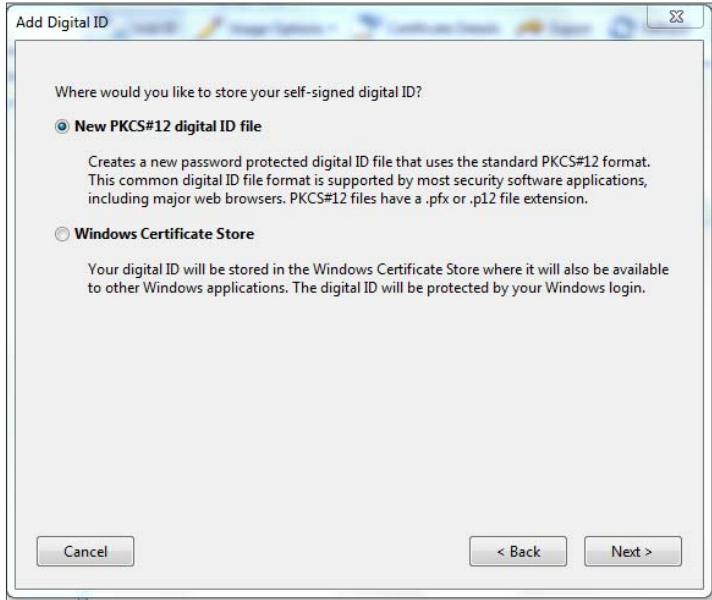 Add Digital ID
Where would you like to store your self-signed digital ID?
New PKCS#12 digital ID file
Creates a new password protected digital ID file that uses the standard PKCS#12 format.
This common digital ID file format is supported by most security software applications,
including major web browsers. PKCS#12 files have a .pfx or .p12 file extension.
Windows Certificate Store
Your digital ID will be stored in the Windows Certificate Store where it will also be available
to other Windows applications. The digital ID will be protected by your Windows login.
Cancel
< Back
Next >